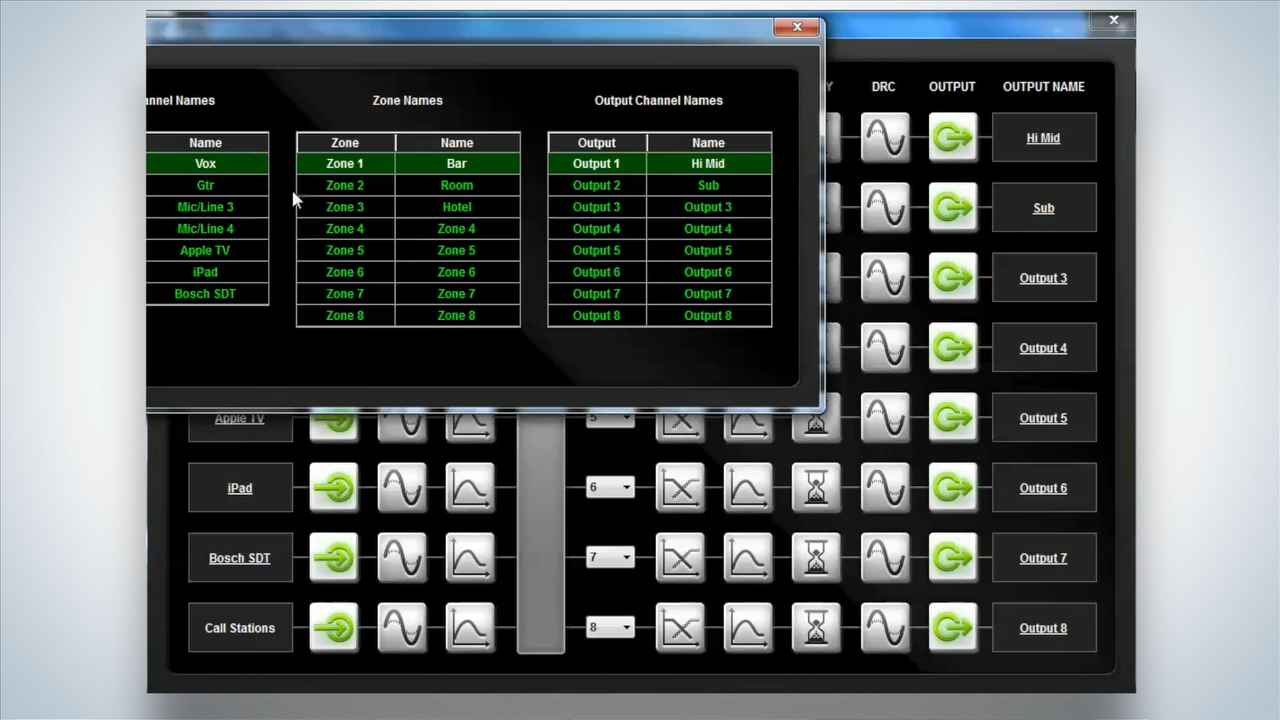 nnel Names Zone Names Output Channel Names
Name Zone Name Output Name
Vox Zone 1 Bar Output 1 Hi Mid
Gtr Zone 2 Room Output 2 Sub
Mic/Line 3 Zone 3 Hotel Output 3 Output 3
Mic/Line 4 Zone 4 Zone 4 Output 4 Output 4
Apple TV Zone 5 Zone 5 Output 5 Output 5
iPad Zone 6 Zone 6 Output 6 Output 6
Bosch SDT Zone 7 Zone 7 Output 7 Output 7
Zone 8 Zone 8 Output 8 Output 8
Y DRC OUTPUT OUTPUT NAME
Hi Mid
Sub
Output 3
Output 4
Apple TV 5 Output 5
iPad 6 Output 6
Bosch SDT 7 Output 7
Call Stations 8 Output 8